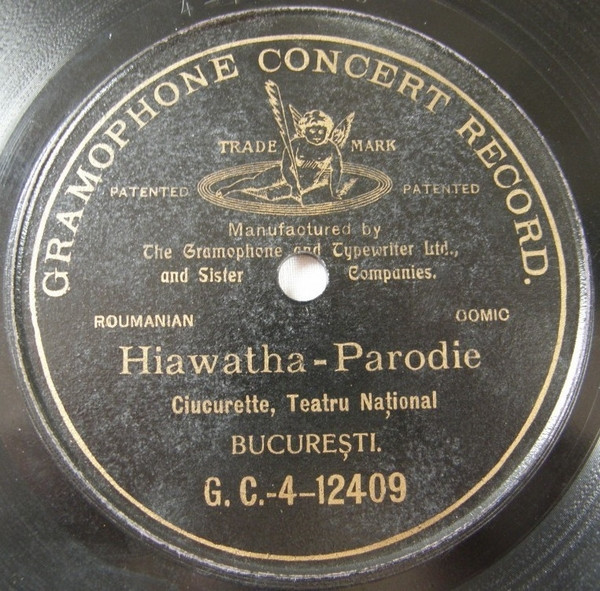 GRAMOPHONE CONCERT RECORD.
TRADE MARK
PATENTED PATENTED
Manufactured by
The Gramophone and Typewriter Ltd.,
and Sister Companies.
ROUMANIAN COMIC
Hiawatha-Parodie
Ciucurette, Teatru Național
BUCUREȘTI.
G. C.-4-12409